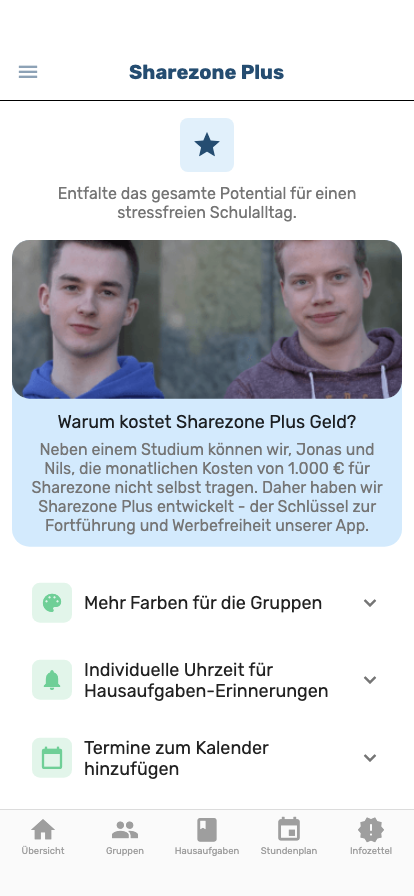 Sharezone Plus
Entfalte das gesamte Potential für einen
stressfreien Schulalltag.
Warum kostet Sharezone Plus Geld?
Neben einem Studium können wir, Jonas und
Nils, die monatlichen Kosten von 1.000 € für
Sharezone nicht selbst tragen. Daher haben wir
Sharezone Plus entwickelt - der Schlüssel zur
Fortführung und Werbefreiheit unserer App.
Mehr Farben für die Gruppen
Individuelle Uhrzeit für
Hausaufgaben-Erinnerungen
Termine zum Kalender
hinzufügen
Übersicht
Gruppen
Hausaufgaben
Stundenplan
Infozettel